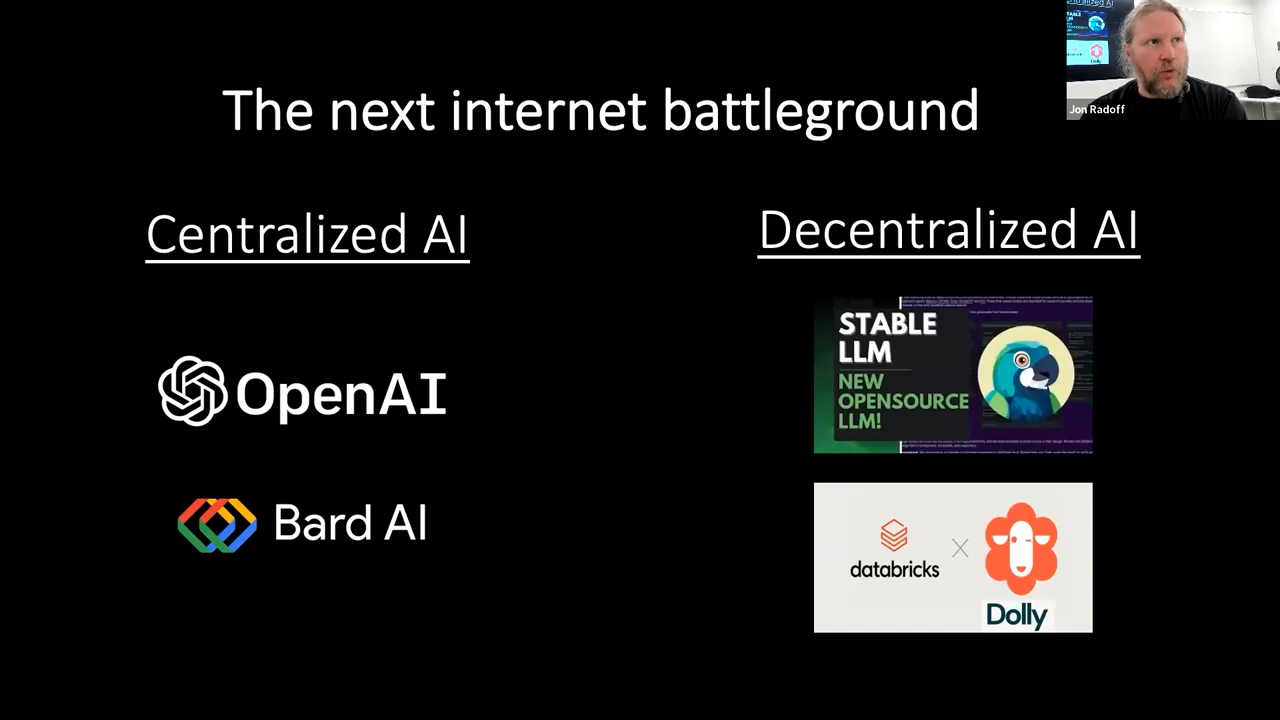 The next internet battleground
Jon Radoff
Centralized AI
Decentralized AI
OpenAI
Bard AI
STABLE
LLM
NEW
OPENSOURCE
LLM!
databricks
X
Dolly